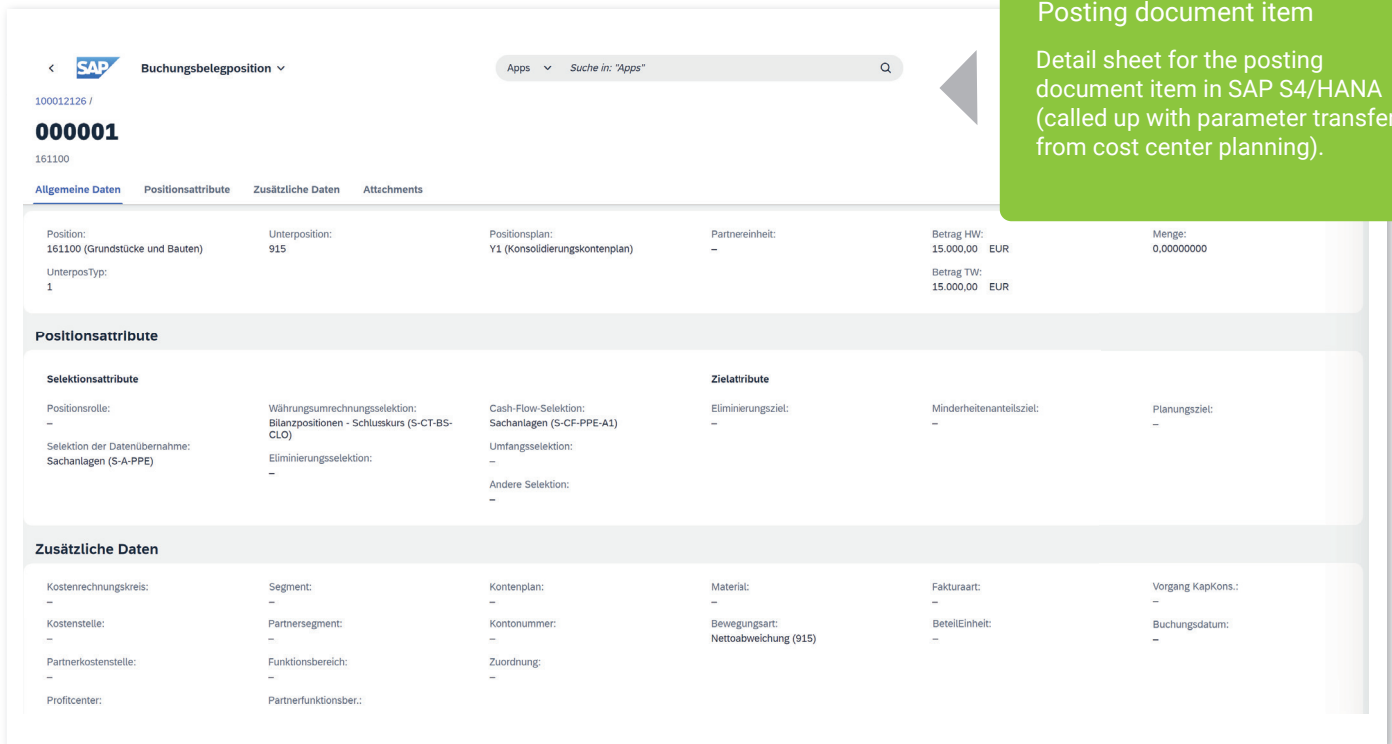 Posting document item
Detail sheet for the posting
document item in SAP S4/HANA
(called up with parameter transfer
from cost center planning).
SAP Buchungsbelegposition
Apps Suche in: "Apps"
100012126 /
000001
161100
Allgemeine Daten Positionsattribute Zusätzliche Daten Attachments
Position: Unterposition: Positionsplan: Partnereinheit: Betrag HW: Menge:
161100 (Grundstücke und Bauten) 915 Y1 (Konsolidierungskontenplan) – 15.000,00 EUR 0,00000000
UnterposTyp: Betrag TW:
1 15.000,00 EUR
Positionsattribute
Selektionsattribute Zielattribute
Positionsrolle: Währungsumrechnungsselektion: Cash-Flow-Selektion: Eliminierungsziel: Minderheitenanteilsziel: Planungsziel:
– Bilanzpositionen - Schlusskurs (S-CT-BS- Sachanlagen (S-CF-PPE-A1) – – –
CLO)
Selektion der Datenübernahme: Umfangsselektion:
Sachanlagen (S-A-PPE) Eliminierungsselektion: –
–
Andere Selektion:
–
Zusätzliche Daten
Kostenrechnungskreis: Segment: Kontenplan: Material: Fakturaart: Vorgang KapKons.:
– – – – – –
Kostenstelle: Partnersegment: Kontonummer: Bewegungsart: BeteilEinheit: Buchungsdatum:
– – – Nettoabweichung (915) – –
Partnerkostenstelle: Funktionsbereich: Zuordnung:
– – –
Profitcenter: Partnerfunktionsber.: